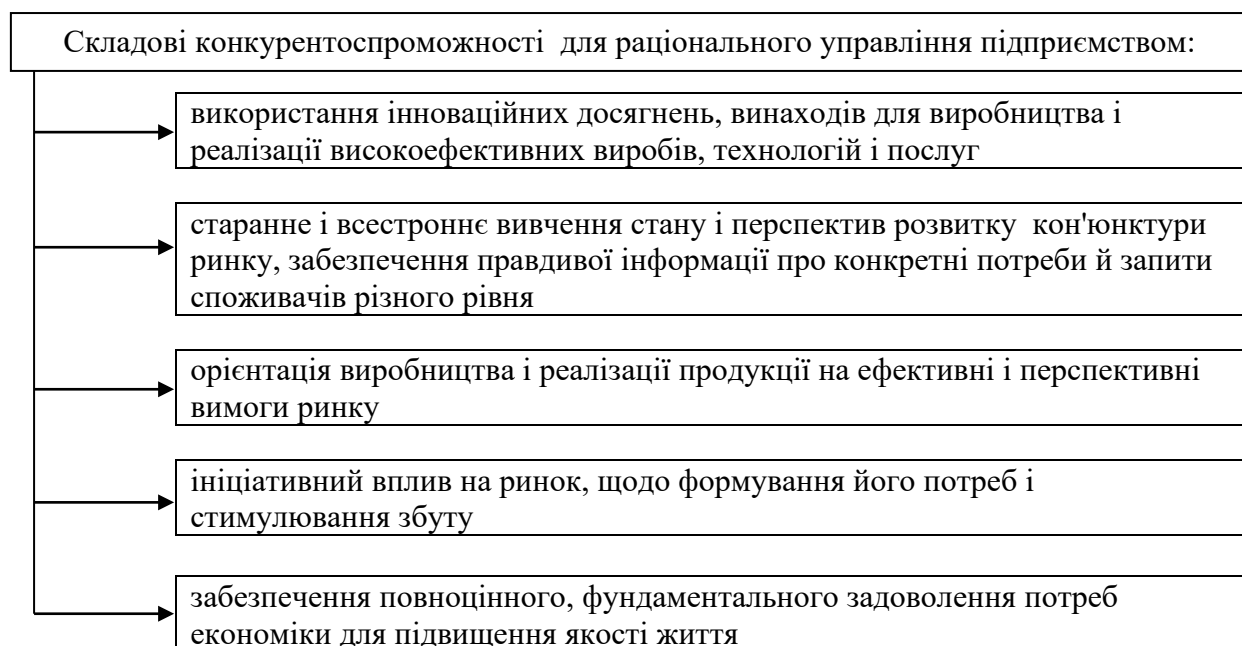 Складові конкурентоспроможності  для раціонального управління підприємством:
використання інноваційних досягнень, винаходів для виробництва і
реалізації високоефективних виробів, технологій і послуг
старанне і всестроннє вивчення стану і перспектив розвитку  кон'юнктури
ринку, забезпечення правдивої інформації про конкретні потреби й запити
споживачів різного рівня
орієнтація виробництва і реалізації продукції на ефективні і перспективні
вимоги ринку
ініціативний вплив на ринок, щодо формування його потреб і
стимулювання збуту
забезпечення повноцінного, фундаментального задоволення потреб
економіки для підвищення якості життя